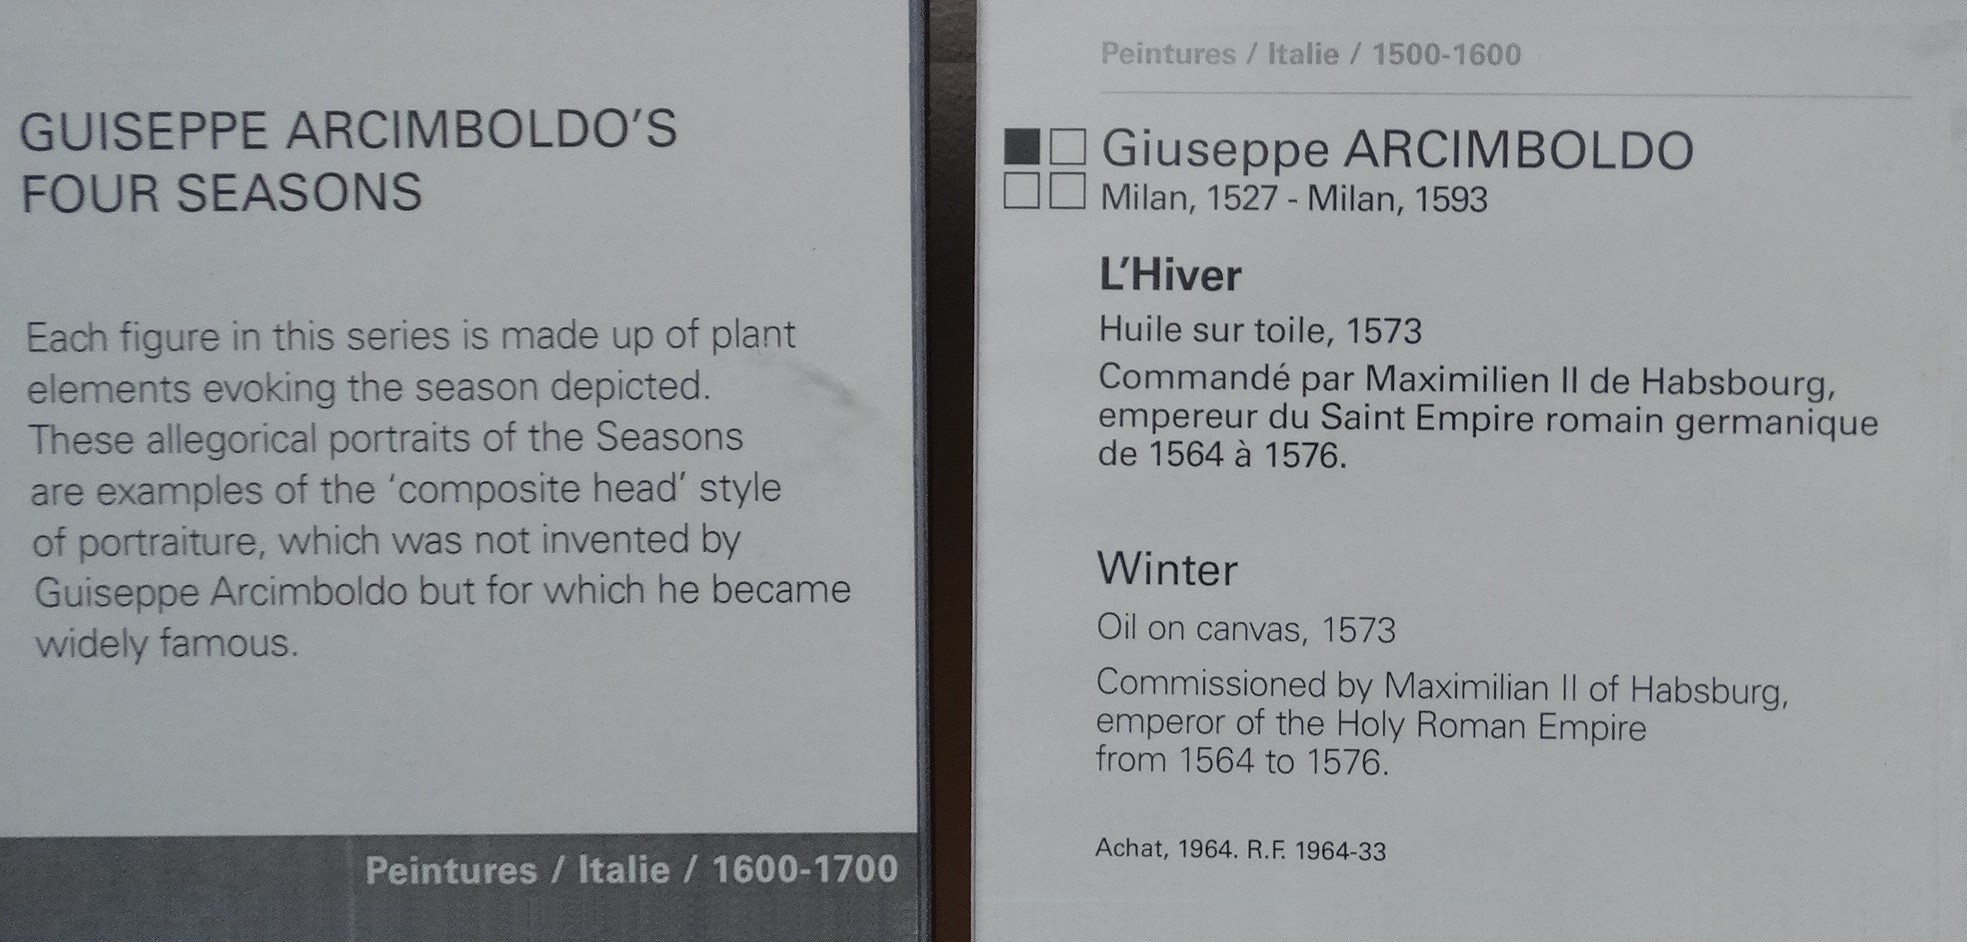 GUISEPPE ARCIMBOLDO'S
FOUR SEASONS
Each figure in this series is made up of plant
elements evoking the season depicted.
These allegorical portraits of the Seasons
are examples of the 'composite head' style
of portraiture, which was not invented by
Guiseppe Arcimboldo but for which he became
widely famous.
Peintures / Italie / 1600-1700
Peintures / Italie / 1500-1600
Giuseppe ARCIMBOLDO
Milan, 1527 - Milan, 1593
L'Hiver
Huile sur toile, 1573
Commandé par Maximilien II de Habsbourg,
empereur du Saint Empire romain germanique
de 1564 à 1576.
Winter
Oil on canvas, 1573
Commissioned by Maximilian II of Habsburg,
emperor of the Holy Roman Empire
from 1564 to 1576.
Achat, 1964. R.F. 1964-33